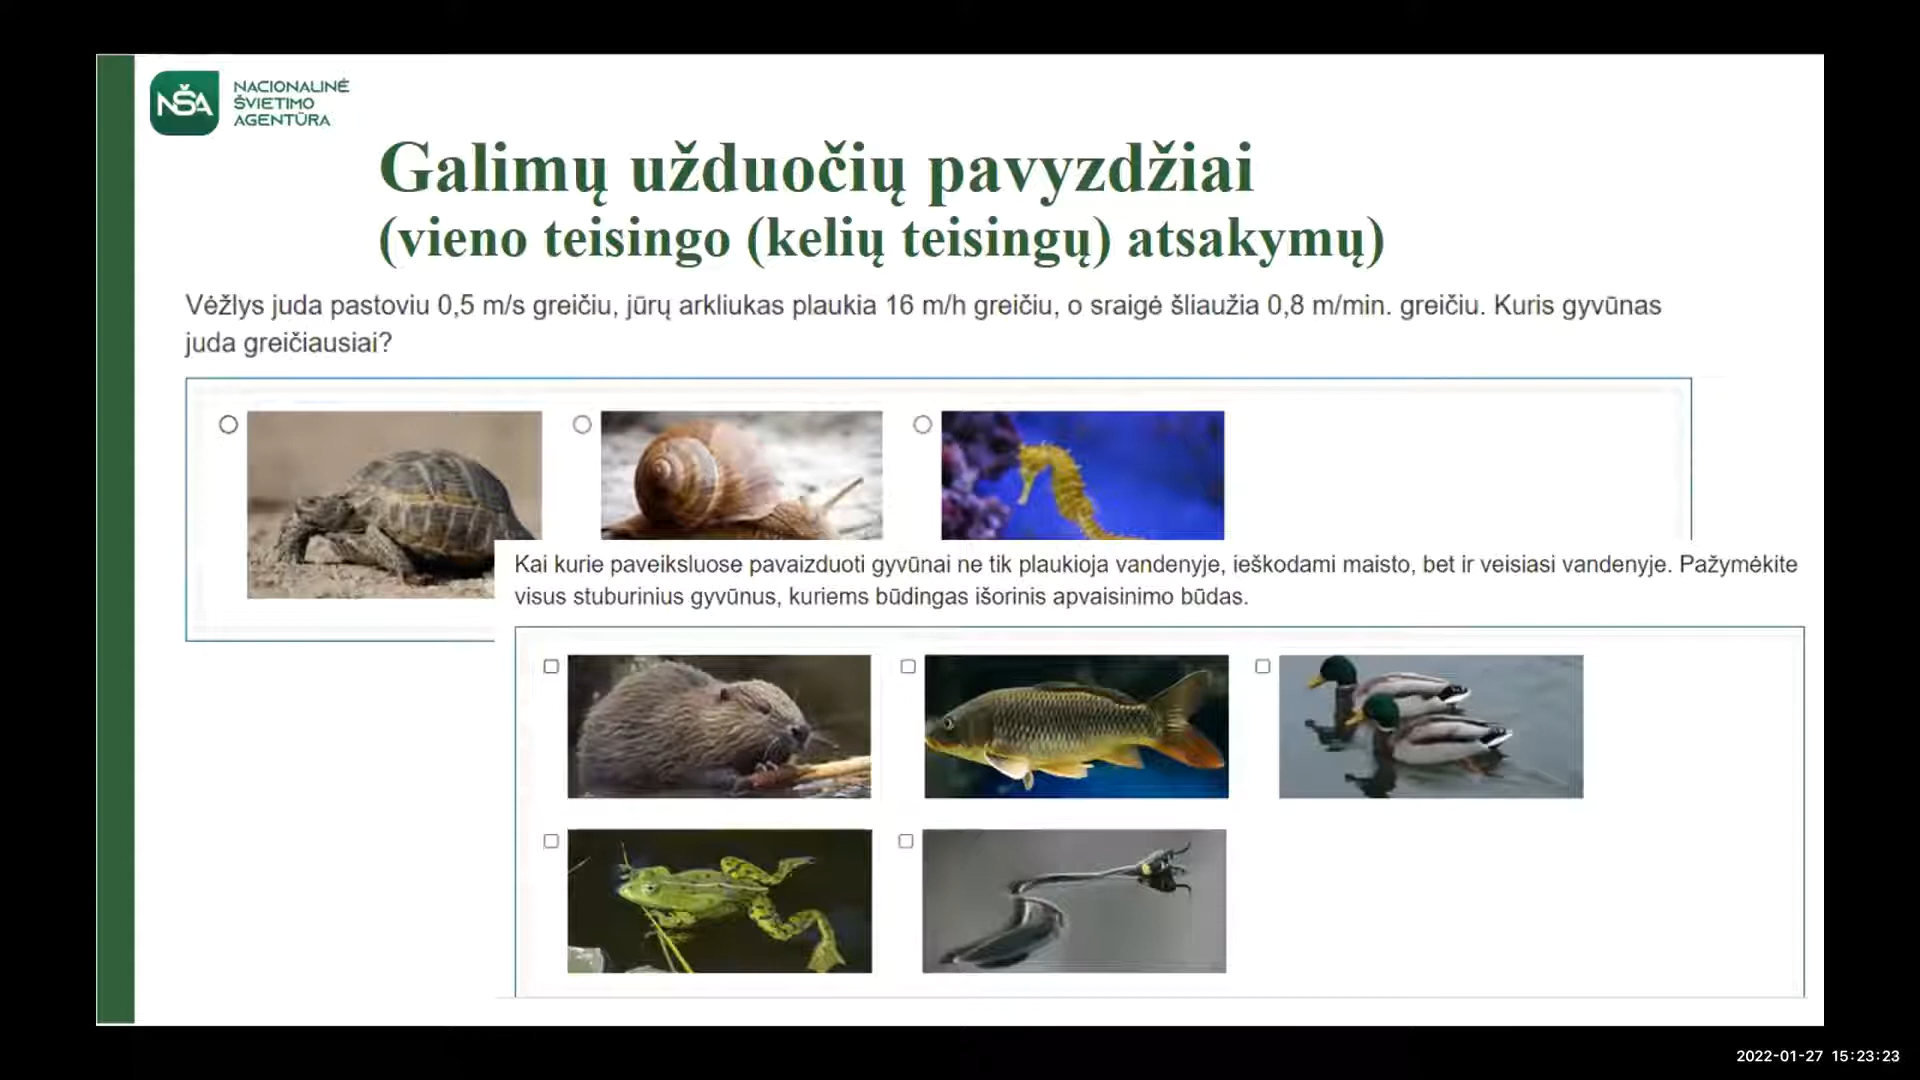 NŠA
NACIONALINĖ
ŠVIETIMO
AGENTŪRA
Galimų užduočių pavyzdžiai
(vieno teisingo (kelių teisingų) atsakymų)
Vėžlys juda pastoviu 0,5 m/s greičiu, jūrų arkliukas plaukia 16 m/h greičiu, o sraigė šliaužia 0,8 m/min. greičiu. Kuris gyvūnas
juda greičiausiai?
Kai kurie paveiksluose pavaizduoti gyvūnai ne tik plaukioja vandenyje, ieškodami maisto, bet ir veisiasi vandenyje. Pažymėkite
visus stuburinius gyvūnus, kuriems būdingas išorinis apvaisinimo būdas.
2022-01-27 15:23:23